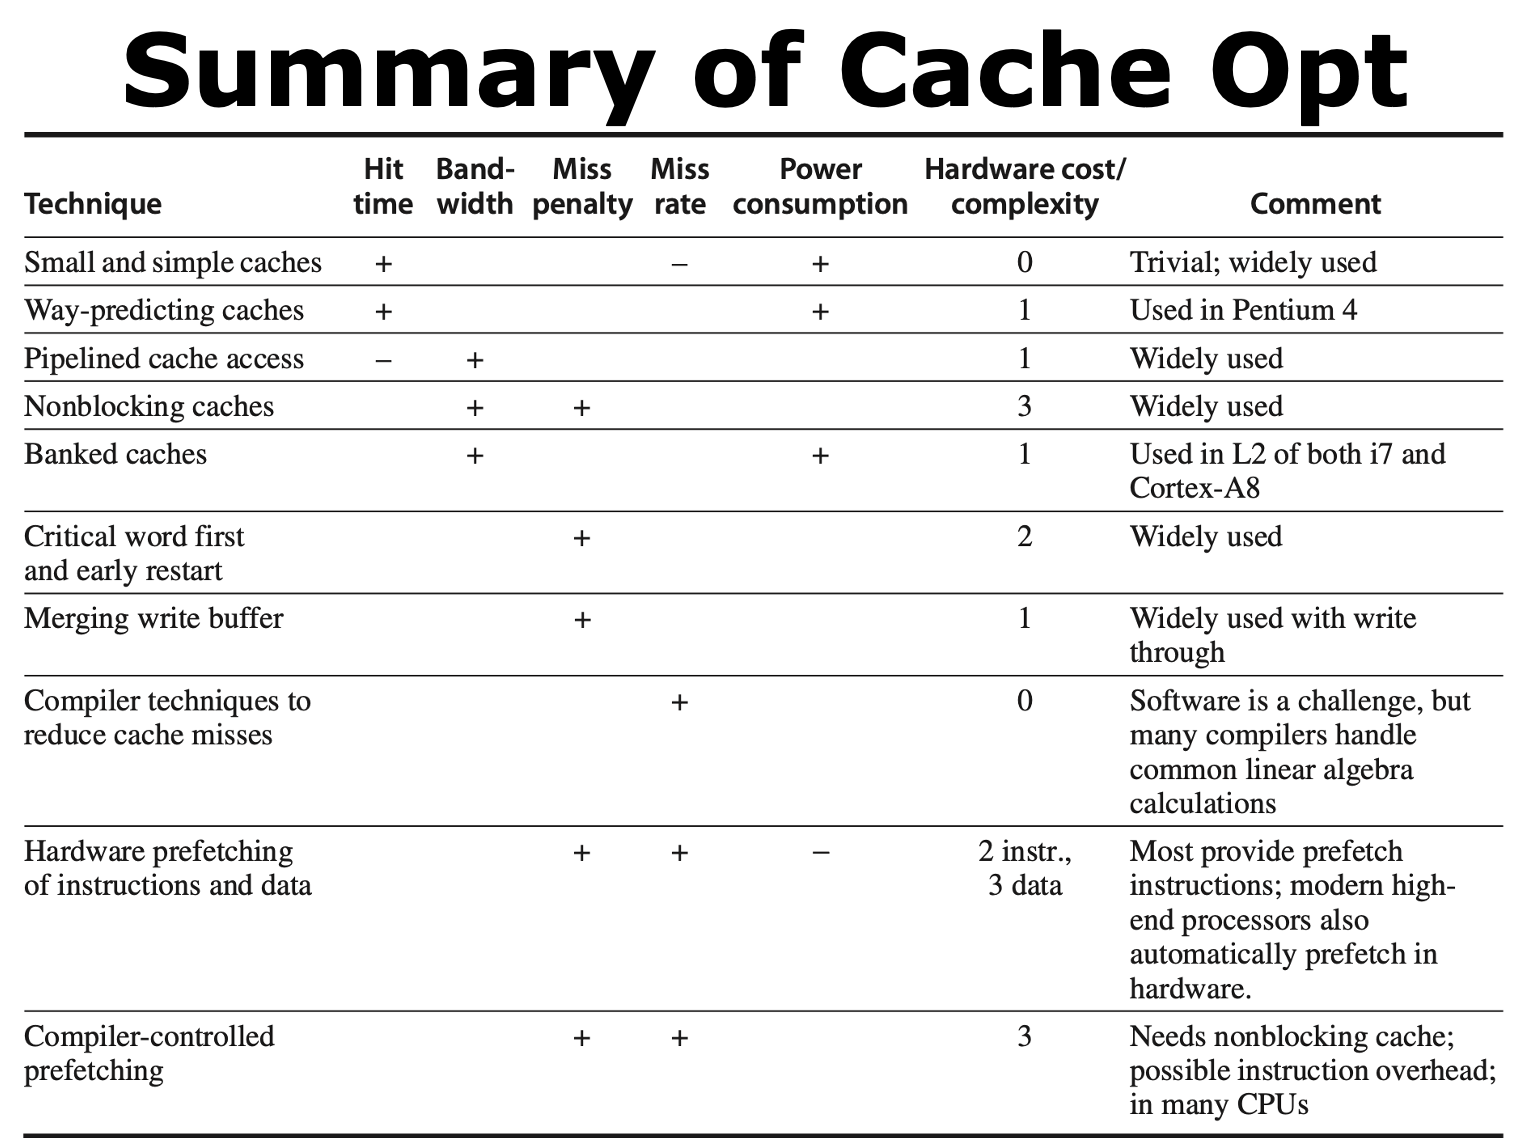 Summary of Cache Opt
Technique Hit time Band-width Miss penalty Miss rate Power consumption Hardware cost/complexity Comment
Small and simple caches + – + 0 Trivial; widely used
Way-predicting caches + + 1 Used in Pentium 4
Pipelined cache access – + 1 Widely used
Nonblocking caches + + 3 Widely used
Banked caches + + 1 Used in L2 of both i7 and
Cortex-A8
Critical word first + 2 Widely used
and early restart
Merging write buffer + 1 Widely used with write
through
Compiler techniques to + 0 Software is a challenge, but
reduce cache misses many compilers handle
common linear algebra
calculations
Hardware prefetching + + – 2 instr., Most provide prefetch
of instructions and data 3 data instructions; modern high-
end processors also
automatically prefetch in
hardware.
Compiler-controlled + + 3 Needs nonblocking cache;
prefetching possible instruction overhead;
in many CPUs